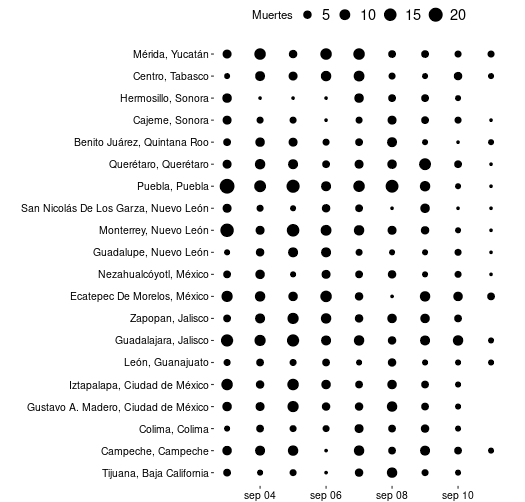 Muertes 5 10 15 20
Mérida, Yucatán
Centro, Tabasco
Hermosillo, Sonora
Cajeme, Sonora
Benito Juárez, Quintana Roo
Querétaro, Querétaro
Puebla, Puebla
San Nicolás De Los Garza, Nuevo León
Monterrey, Nuevo León
Guadalupe, Nuevo León
Nezahualcóyotl, México
Ecatepec De Morelos, México
Zapopan, Jalisco
Guadalajara, Jalisco
León, Guanajuato
Iztapalapa, Ciudad de México
Gustavo A. Madero, Ciudad de México
Colima, Colima
Campeche, Campeche
Tijuana, Baja California
sep 04 sep 06 sep 08 sep 10